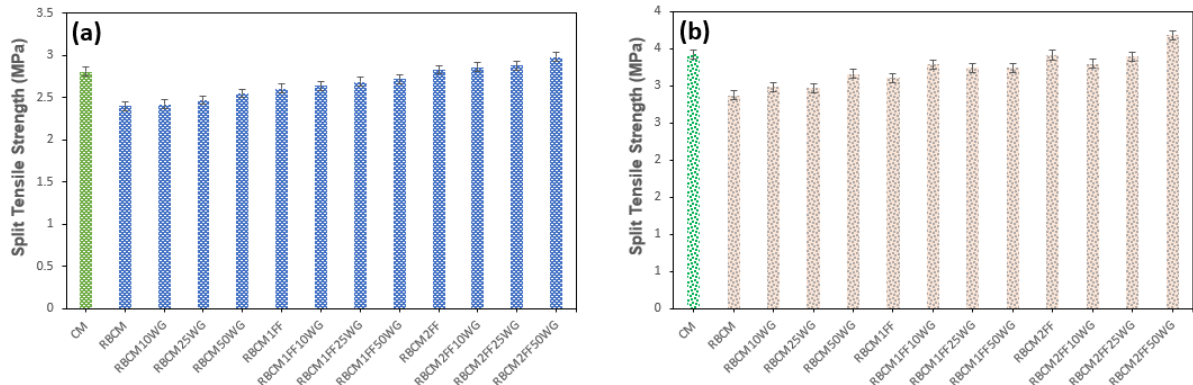 (a)
Split Tensile Strength (MPa)
3.5
3
2.5
2
1.5
1
0.5
0
CM
RBCM
RBCM10WG
RBCM25WG
RBCM50WG
RBCM1FF
RBCM1FF10WG
RBCM1FF25WG
RBCM1FF50WG
RBCM2FF
RBCM2FF10WG
RBCM2FF25WG
RBCM2FF50WG
(b)
Split Tensile Strength (MPa)
4
4
3
3
2
2
1
1
0
CM
RBCM
RBCM10WG
RBCM25WG
RBCM50WG
RBCM1FF
RBCM1FF10WG
RBCM1FF25WG
RBCM1FF50WG
RBCM2FF
RBCM2FF10WG
RBCM2FF25WG
RBCM2FF50WG